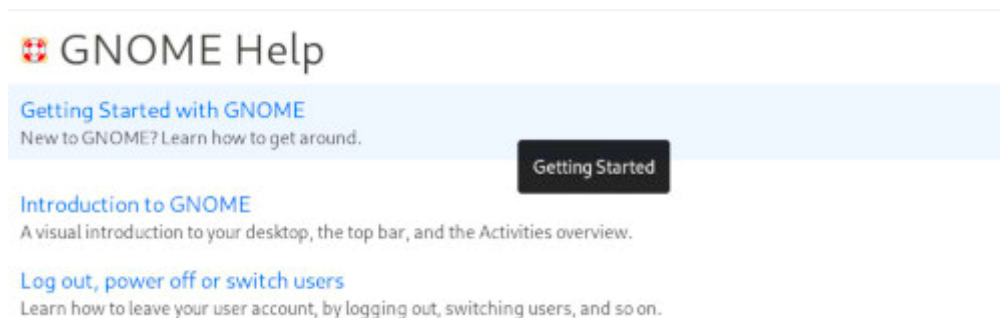 GNOME Help
Getting Started with GNOME
New to GNOME? Learn how to get around.
Getting Started
Introduction to GNOME
A visual introduction to your desktop, the top bar, and the Activities overview.
Log out, power off or switch users
Learn how to leave your user account, by logging out, switching users, and so on.